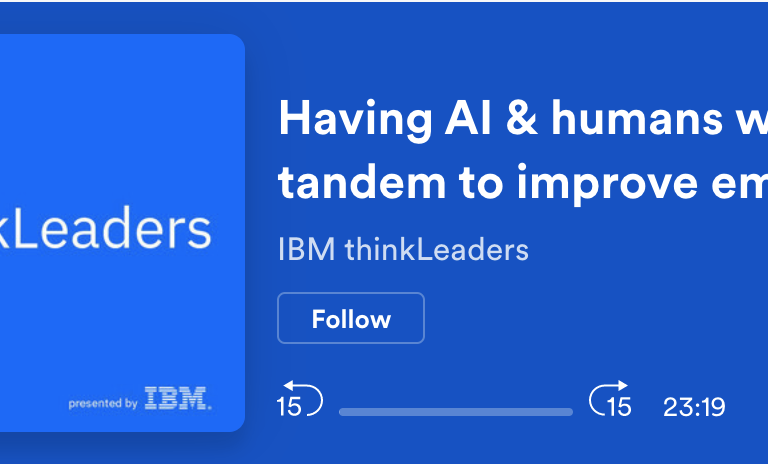 Having AI & humans w
tandem to improve em
IBM thinkLeaders
Follow
15
15
23:19
kLeaders
presented by IBM.